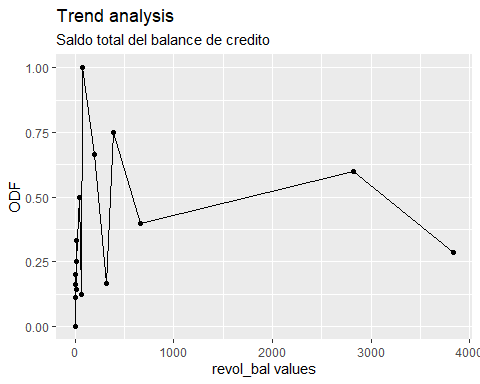 Trend analysis
Saldo total del balance de credito
1.00
0.75
0.50
0.25
0.00
ODF
0 1000 2000 3000 4000
revol_bal values